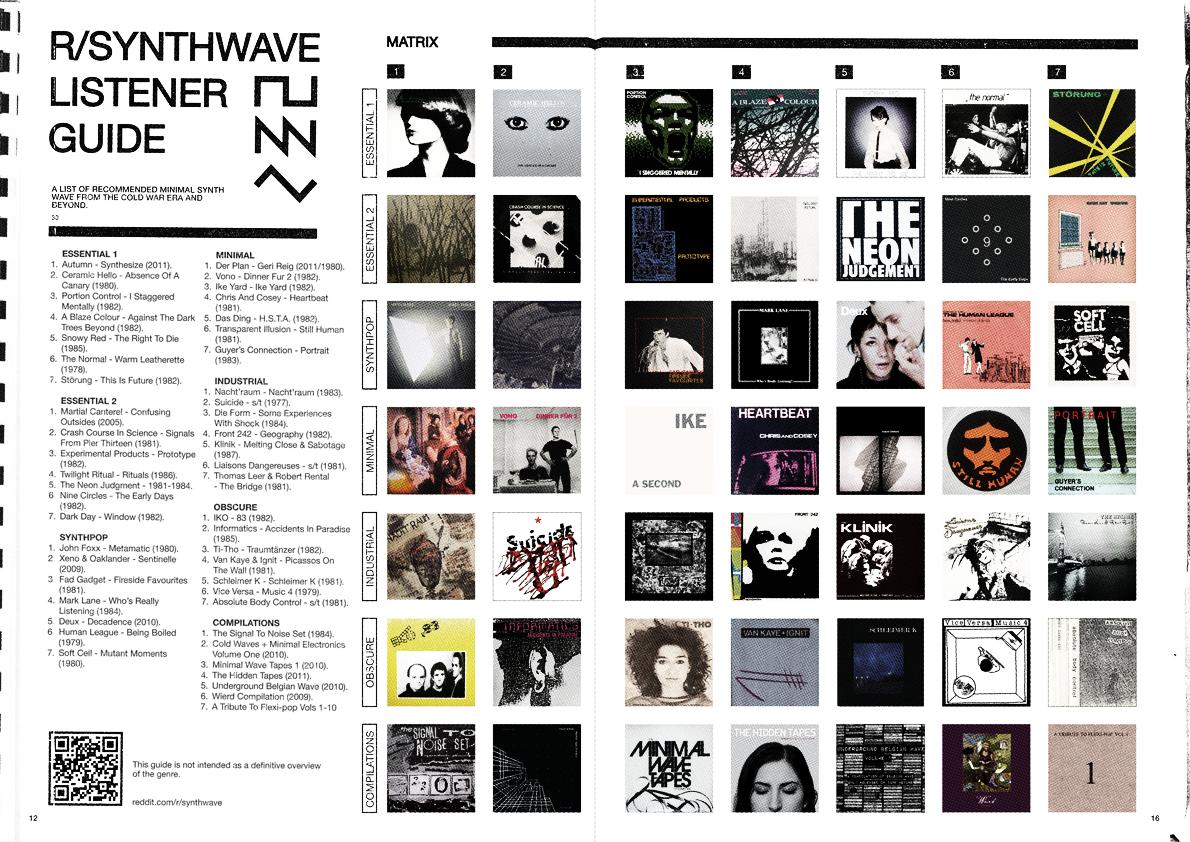 R/SYNTHWAVE
LISTENER
GUIDE
A LIST OF RECOMMENDED MINIMAL SYNTH
WAVE FROM THE COLD WAR ERA AND
BEYOND.
ESSENTIAL 1
1. Autumn - Synthesize (2011).
2. Ceramic Hello - Absence Of A
Canary (1980).
3. Portion Control - I Staggered
Mentally (1982).
4. A Blaze Colour - Against The Dark
Trees Beyond (1982).
5. Snowy Red - The Right To Die
(1985).
6. The Normal - Warm Leatherette
(1978).
7. Störung - This Is Future (1982).
ESSENTIAL 2
1. Martial Canterel - Confusing
Outsides (2005).
2. Crash Course In Science - Signals
From Pier Thirteen (1981).
3. Experimental Products - Prototype
(1982).
4. Twilight Ritual - Rituals (1986).
5. The Neon Judgment - 1981-1984.
6 Nine Circles - The Early Days
(1982).
7. Dark Day - Window (1982).
SYNTHPOP
1. John Foxx - Metamatic (1980).
2 Xeno & Oaklander - Sentinelle
(2009).
3 Fad Gadget - Fireside Favourites
(1981).
4. Mark Lane - Who's Really
Listening (1984).
5 Deux - Decadence (2010).
6 Human League - Being Boiled
(1979).
7. Soft Cell - Mutant Moments
(1980).
MINIMAL
1. Der Plan - Geri Reig (2011/1980).
2. Vono - Dinner Fur 2 (1982).
3. Ike Yard - Ike Yard (1982).
4. Chris And Cosey - Heartbeat
(1981).
5. Das Ding - H.S.T.A. (1982).
6. Transparent Illusion - Still Human
(1981).
7. Guyer's Connection - Portrait
(1983).
INDUSTRIAL
1. Nacht'raum - Nacht'raum (1983).
2. Suicide - s/t (1977).
3. Die Form - Some Experiences
With Shock (1984).
4. Front 242 - Geography (1982).
5. Klinik - Melting Close & Sabotage
(1987).
6. Liaisons Dangereuses - s/t (1981).
7. Thomas Leer & Robert Rental
- The Bridge (1981).
OBSCURE
1. IKO - 83 (1982).
2. Informatics - Accidents In Paradise
(1985).
3. Ti-Tho - Traumtänzer (1982).
4. Van Kaye & Ignit - Picassos On
The Wall (1981).
5. Schleimer K - Schleimer K (1981).
6. Vice Versa - Music 4 (1979).
7. Absolute Body Control - s/t (1981).
COMPILATIONS
1. The Signal To Noise Set (1984).
2. Cold Waves + Minimal Electronics
Volume One (2010).
3. Minimal Wave Tapes 1 (2010).
4. The Hidden Tapes (2011).
5. Underground Belgian Wave (2010).
6. Wierd Compilation (2009).
7. A Tribute To Flexi-pop Vols 1-10
This guide is not intended as a definitive overview
of the genre.
reddit.com/r/synthwave
12
MATRIX
1 2 3 4 5 6 7
ESSENTIAL 1
CERAMIC HELLO
PORTION
CONTROL
'I STAGGERED MENTALLY'
A BLAZE COLOUR
„the normal"
STÖRUNG
ESSENTIAL 2
CRASH COURSE IN SCIENCE
EXPERIMENTAL PRODUCTS
PROTOTYPE
THE
NEON
JUDGEMENT
Nine Circles
9
The Early Days
SYNTHPOP
MARK LANE
Who's Really Listening?
Deux
THE HUMAN LEAGUE
SOFT
CELL
MINIMAL
VONO DINNER FÜR 2
IKE
A SECOND
HEARTBEAT
CHRIS AND COSEY
STILL HUMAN
PORTRAIT
GUYER'S
CONNECTION
INDUSTRIAL
NACHT'RAUM
Suicide
FRONT 242
KLINIK
Liaisons
Dangereuses
OBSCURE
INFORMATICS
ACCIDENTS IN PARADISE
TI-THO
VAN KAYE + IGNIT
SCHLEIMER K
Vice Versa Music 4
absolute body control
COMPILATIONS
THE SIGNAL TO
NOISE SET
MINIMAL
WAVE
TAPES
THE HIDDEN TAPES
UNDERGROUND BELGIAN WAVE
VOLUME 1
Wierd
A TRIBUTE TO FLEXI-POP VOL 1
1
16